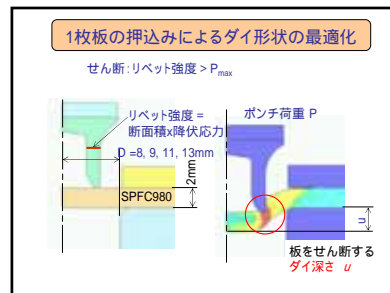 1枚板の押込みによるダイ形状の最適化
せん断：リベット強度 > Pmax
リベット強度 =
断面積x降伏応力
D =8, 9, 11, 13mm
2mm
SPFC980
ポンチ荷重 P
u
板をせん断する
ダイ深さ u